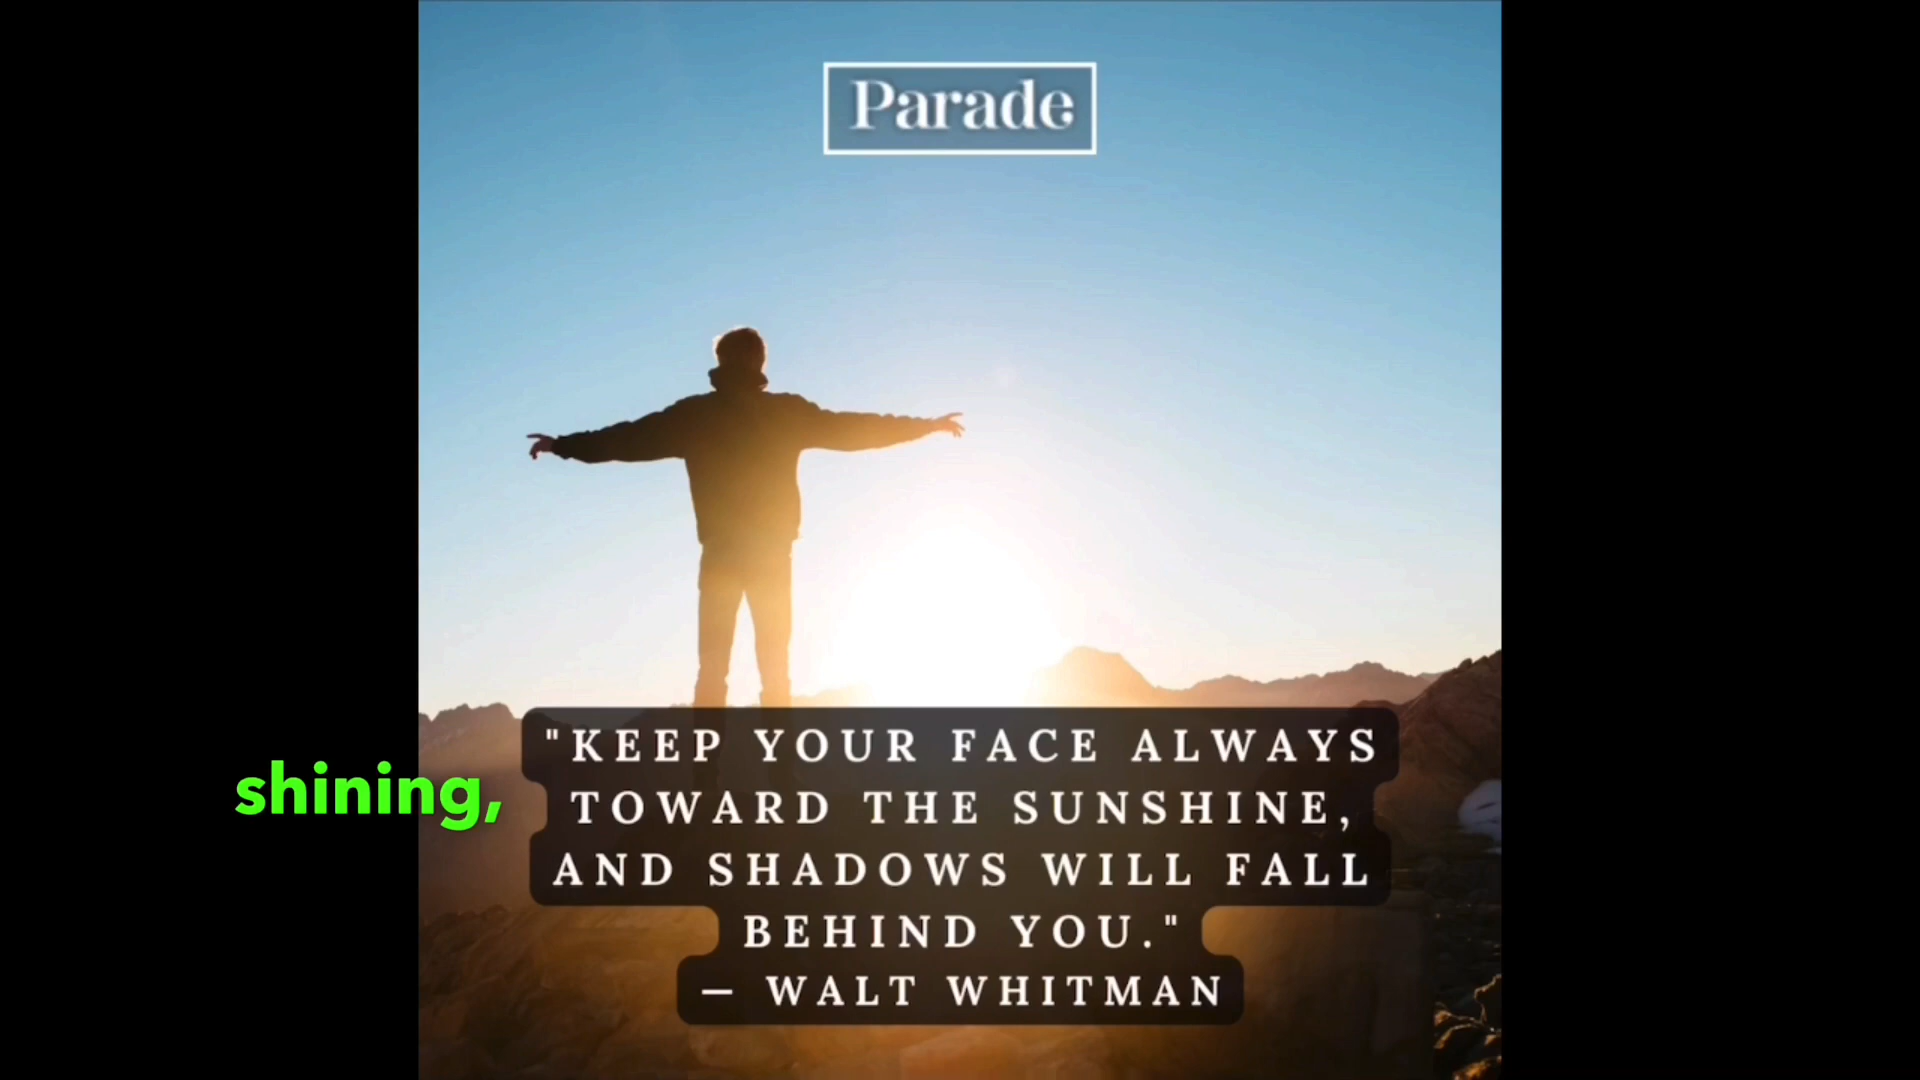 Parade
shining,
"KEEP YOUR FACE ALWAYS
TOWARD THE SUNSHINE,
AND SHADOWS WILL FALL
BEHIND YOU."
— WALT WHITMAN